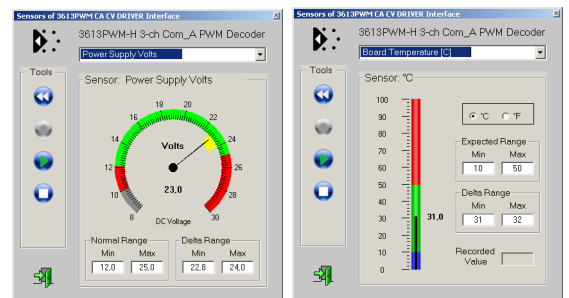 Sensors of 3613PWM CA CV DRIVER Interface
3613PWM-H 3-ch Com_A PWM Decoder
Power Supply Volts
Tools
Sensor: Power Supply Volts
18 20
16 22
14 24
12 26
10 28
8 30
Volts
23,0
DC Voltage
Normal Range
Min Max
12,0 25,0
Delta Range
Min Max
22,8 24,0
Sensors of 3613PWM CA CV DRIVER Interface
3613PWM-H 3-ch Com_A PWM Decoder
Board Temperature [C]
Tools
Sensor: °C
100
90
80
70
60
50
40
30
20
10
0
31,0
°C °F
Expected Range
Min Max
10 50
Delta Range
Min Max
31 32
Recorded
Value